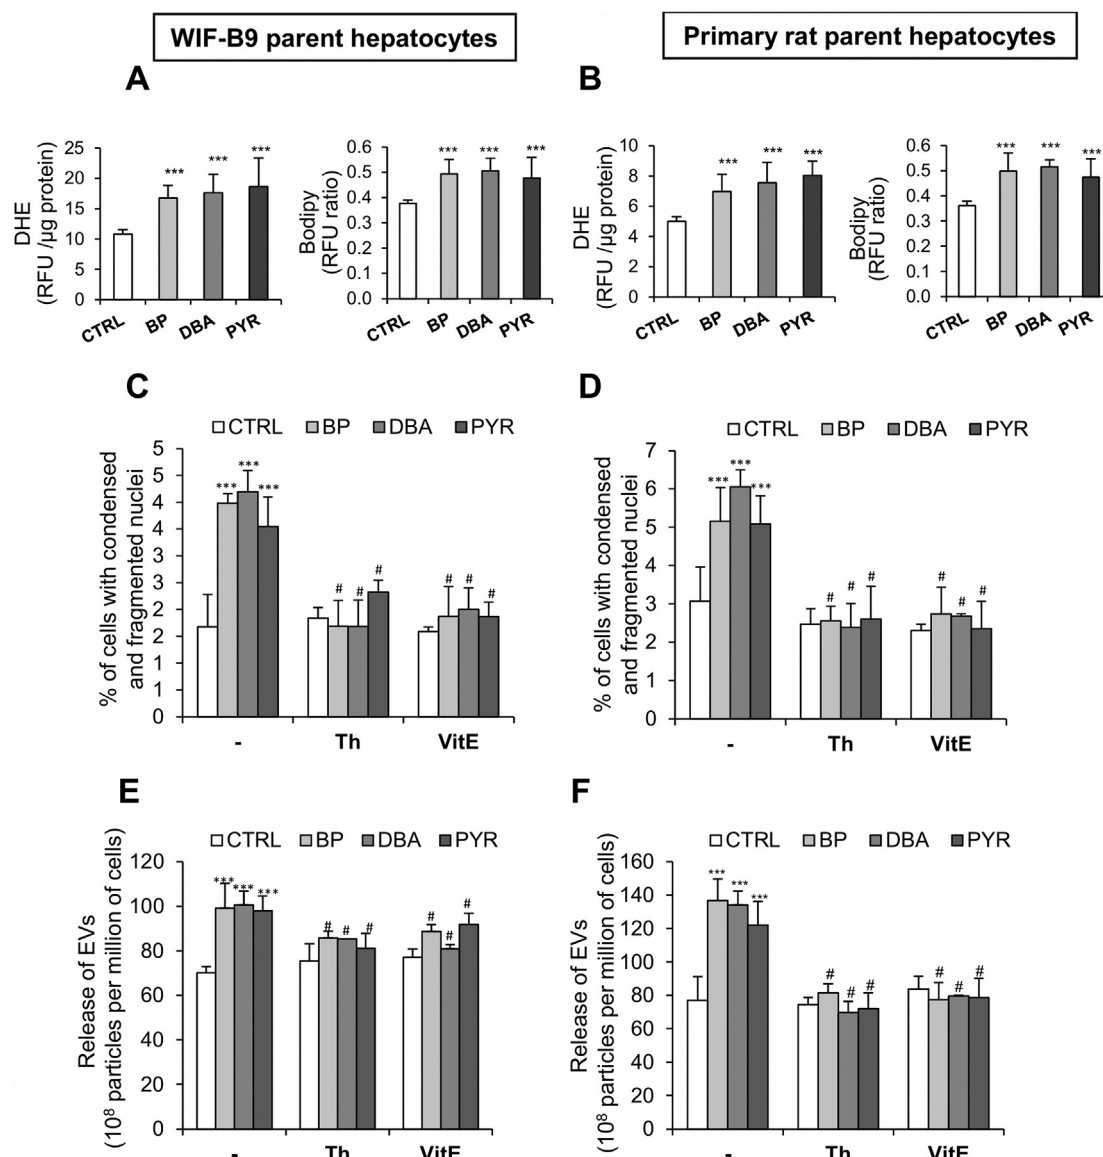 WIF-B9 parent hepatocytes
Primary rat parent hepatocytes
A
DHE
(RFU /µg protein)
25
20
15
10
5
0
***
***
***
CTRL
BP
DBA
PYR
Bodipy
(RFU ratio)
0.6
0.5
0.4
0.3
0.2
0.1
0.0
***
***
***
CTRL
BP
DBA
PYR
B
DHE
(RFU /µg protein)
10
8
6
4
2
0
***
***
***
CTRL
BP
DBA
PYR
Bodipy
(RFU ratio)
0.6
0.5
0.4
0.3
0.2
0.1
0.0
***
***
***
CTRL
BP
DBA
PYR
C
CTRL BP DBA PYR
% of cells with condensed
and fragmented nuclei
5
5
4
4
3
3
2
2
1
1
0
***
***
***
# # #
# # #
- Th VitE
D
CTRL BP DBA PYR
% of cells with condensed
and fragmented nuclei
7
6
5
4
3
2
1
0
***
***
***
# # #
# # #
- Th VitE
E
CTRL BP DBA PYR
Release of EVs
(10⁸ particles per million of cells)
120
100
80
60
40
20
0
***
***
***
# # #
# # #
- Th VitE
F
CTRL BP DBA PYR
Release of EVs
(10⁸ particles per million of cells)
160
140
120
100
80
60
40
20
0
***
***
***
# # #
# # #
- Th VitE